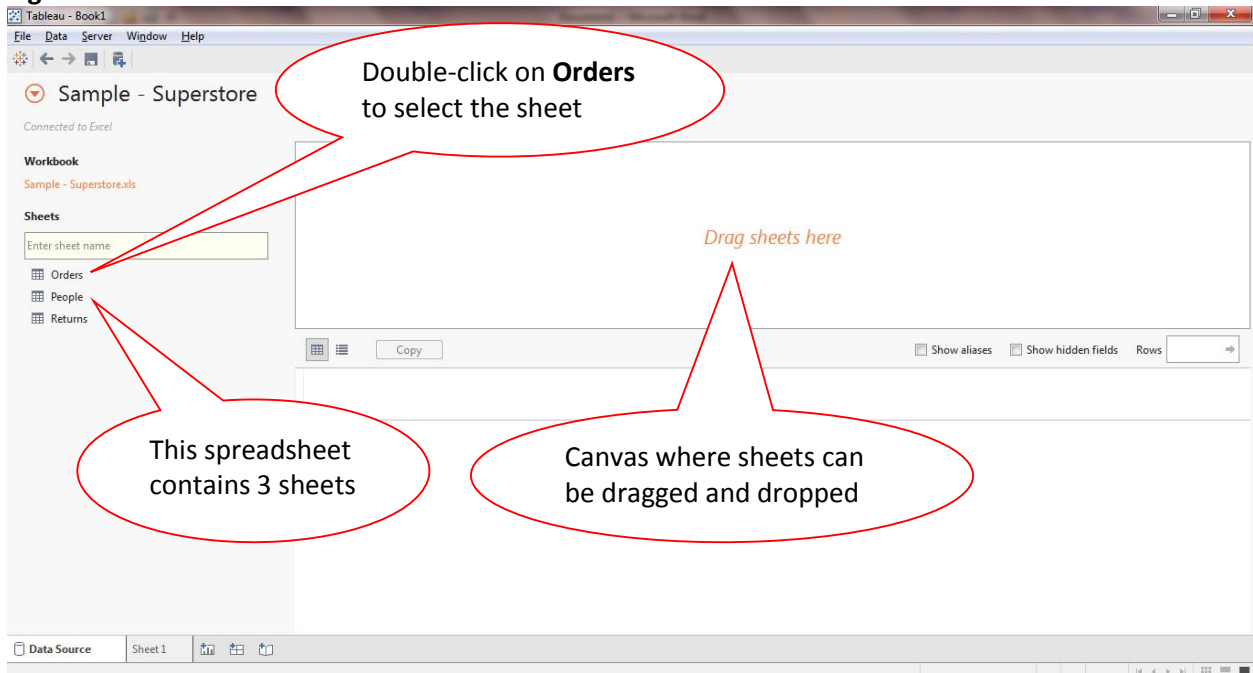 Tableau - Book1
File Data Server Window Help
Double-click on Orders
to select the sheet
Sample - Superstore
Connected to Excel
Workbook
Sample - Superstore.xls
Sheets
Enter sheet name
Orders
People
Returns
Drag sheets here
Copy
Show aliases Show hidden fields Rows
This spreadsheet
contains 3 sheets
Canvas where sheets can
be dragged and dropped
Data Source Sheet 1